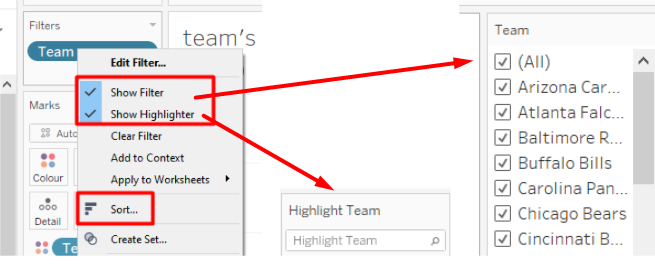 Filters
Team
team's
Edit Filter...
Show Filter
Show Highlighter
Clear Filter
Add to Context
Apply to Worksheets
Sort...
Create Set...
Marks
Colour
Detail
Highlight Team
Highlight Team
Team
(All)
Arizona Car...
Atlanta Falc...
Baltimore R...
Buffalo Bills
Carolina Pan...
Chicago Bears
Cincinnati B...